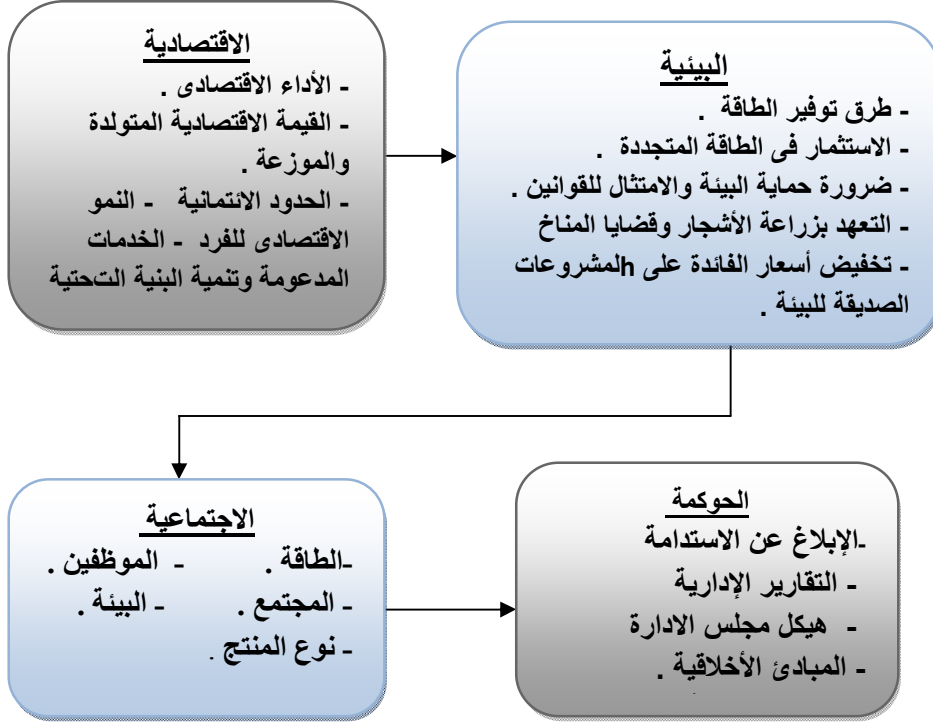 الاقتصادية
- الأداء الاقتصادى .
- القيمة الاقتصادية المتولدة
والموزعة .
- الحدود الائتمانية - النمو
الاقتصادى للفرد - الخدمات
المدعومة وتنمية البنية التحتية
البيئية
- طرق توفير الطاقة .
- الاستثمار فى الطاقة المتجددة .
- ضرورة حماية البيئة والامتثال للقوانين .
- التعهد بزراعة الأشجار وقضايا المناخ
- تخفيض أسعار الفائدة على hلمشروعات
الصديقة للبيئة .
الاجتماعية
-الطاقة . - الموظفين .
- المجتمع . - البيئة .
- نوع المنتج .
الحوكمة
-الإبلاغ عن الاستدامة
- التقارير الإدارية
- هيكل مجلس الادارة
- المبادئ الأخلاقية .